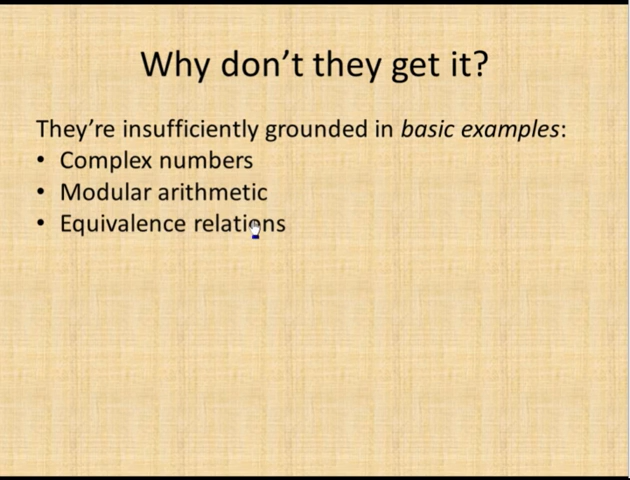 Why don’t they get it?
They’re insufficiently grounded in basic examples:
• Complex numbers
• Modular arithmetic
• Equivalence relations